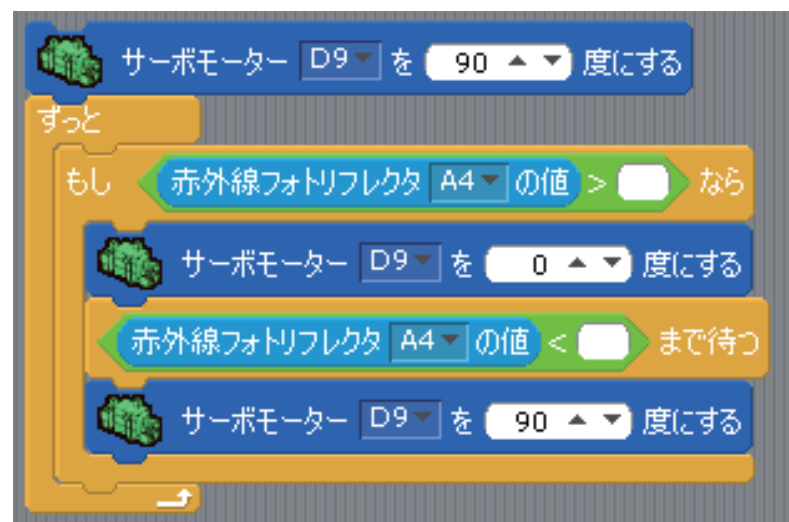 サーボモーター D9 を 90 度にする
ずっと
もし 赤外線フォトリフレクタ A4 の値 > なら
サーボモーター D9 を 0 度にする
赤外線フォトリフレクタ A4 の値 < まで待つ
サーボモーター D9 を 90 度にする